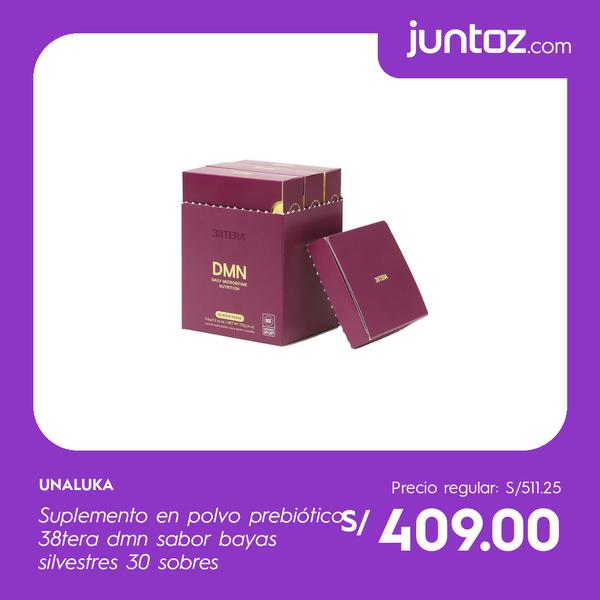 juntoz.com
38TERA
DMN
DAILY MICROBIOME
NUTRITION
38TERA
UNALUKA
Suplemento en polvo prebiótico
38tera dmn sabor bayas
silvestres 30 sobres
Precio regular: S/511.25
S/ 409.00